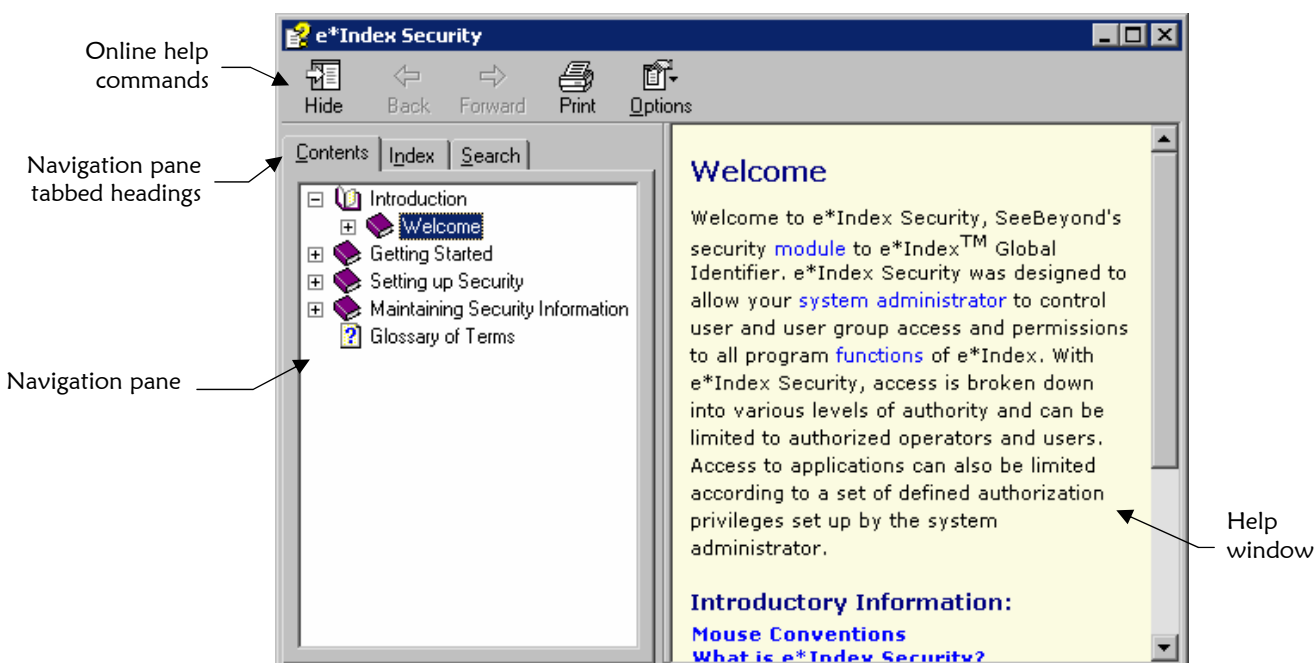 Online help
commands
e*Index Security
Hide Back Forward Print Options
Navigation pane
tabbed headings
Contents Index Search
Introduction
Welcome
Getting Started
Setting up Security
Maintaining Security Information
Glossary of Terms
Navigation pane
Welcome
Welcome to e*Index Security, SeeBeyond's
security module to e*Index™ Global
Identifier. e*Index Security was designed to
allow your system administrator to control
user and user group access and permissions
to all program functions of e*Index. With
e*Index Security, access is broken down
into various levels of authority and can be
limited to authorized operators and users.
Access to applications can also be limited
according to a set of defined authorization
privileges set up by the system
administrator.
Introductory Information:
Mouse Conventions
What is e*Index Security?
Help
window